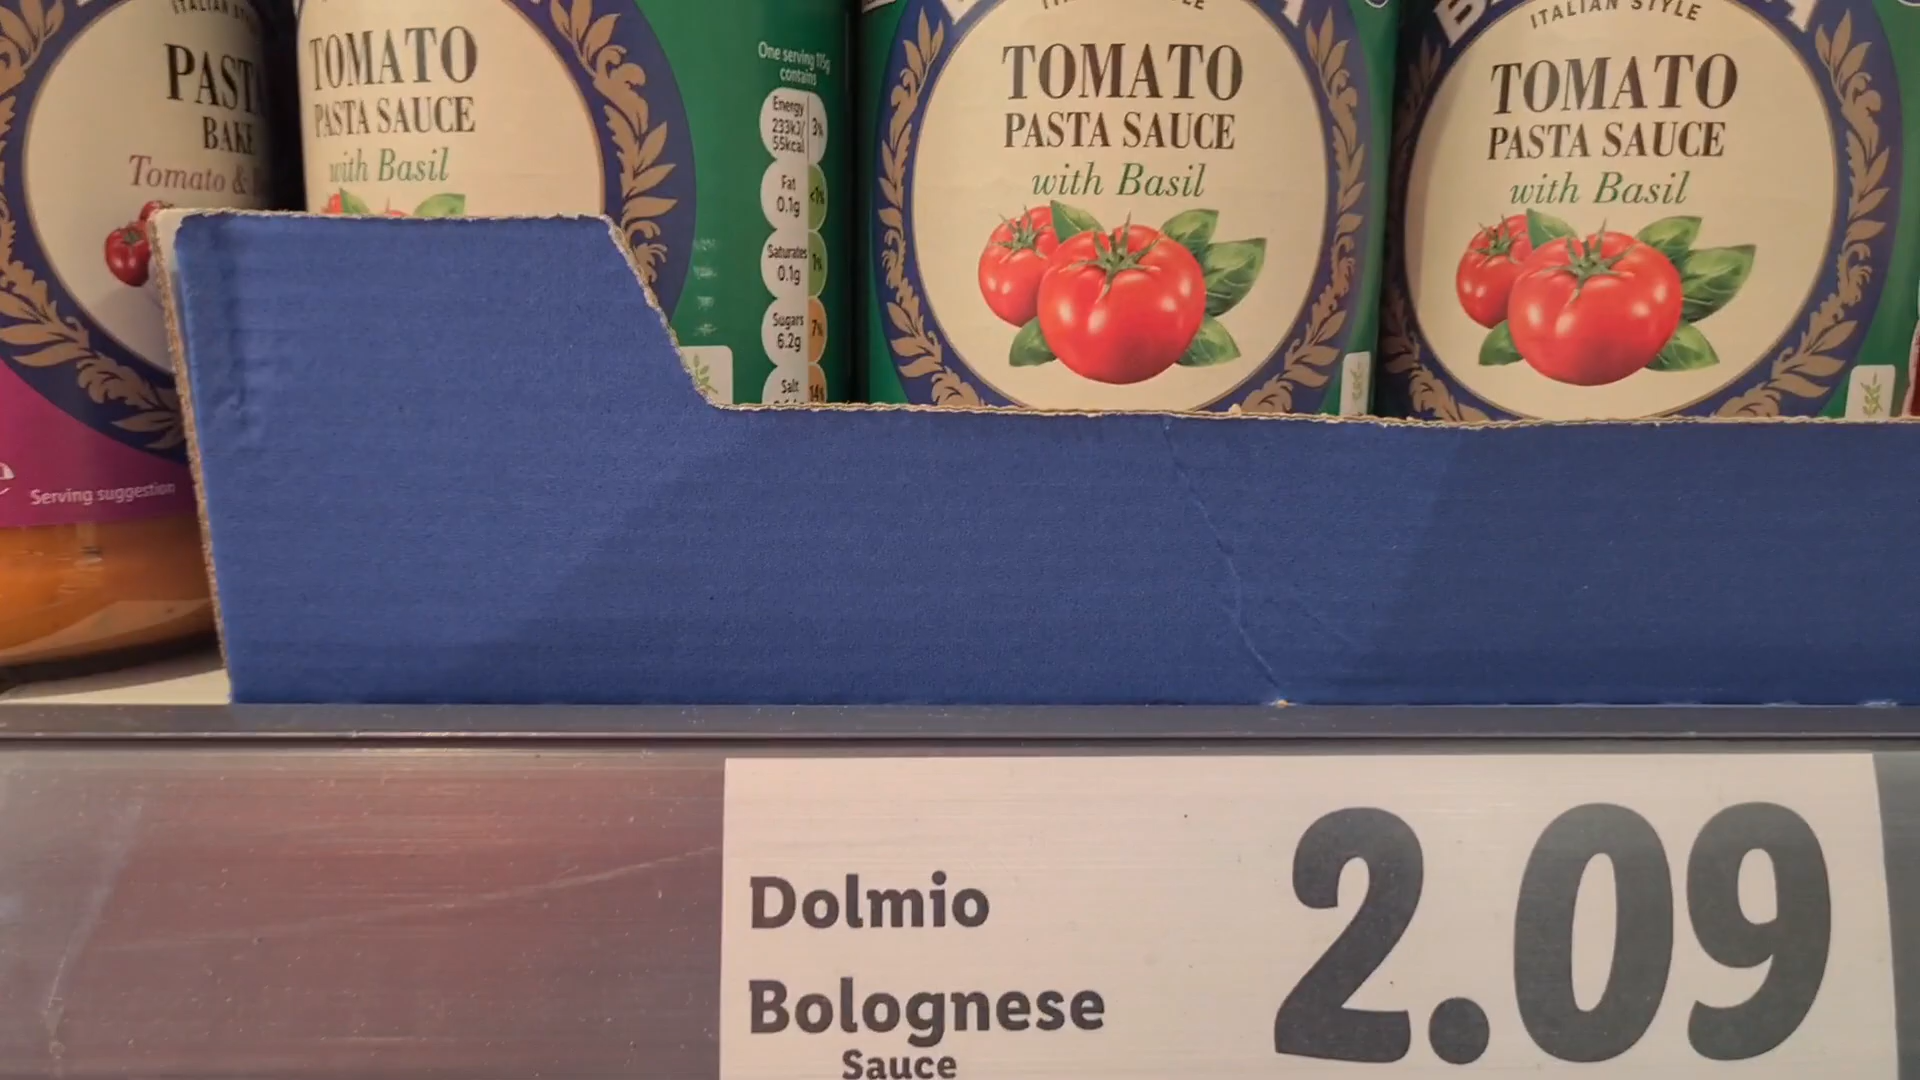 ITALIAN STYLE
PASTA
BAKE
Tomato &
Serving suggestion
TOMATO
PASTA SAUCE
with Basil
One serving 115g
contains
Energy
233kJ/
55kcal
3%
Fat
0.1g
<1%
Saturates
0.1g
1%
Sugars
6.2g
7%
Salt
14%
TOMATO
PASTA SAUCE
with Basil
ITALIAN STYLE
TOMATO
PASTA SAUCE
with Basil
Dolmio
Bolognese
Sauce
2.09